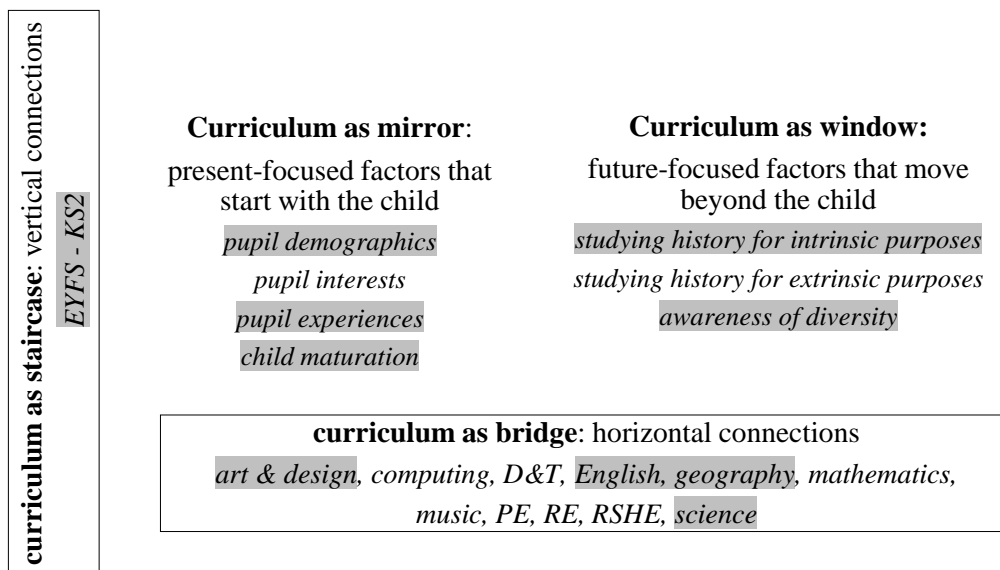 curriculum as staircase: vertical connections
EYFS - KS2
Curriculum as mirror:
present-focused factors that
start with the child
pupil demographics
pupil interests
pupil experiences
child maturation
Curriculum as window:
future-focused factors that move
beyond the child
studying history for intrinsic purposes
studying history for extrinsic purposes
awareness of diversity
curriculum as bridge: horizontal connections
art & design, computing, D&T, English, geography, mathematics,
music, PE, RE, RSHE, science